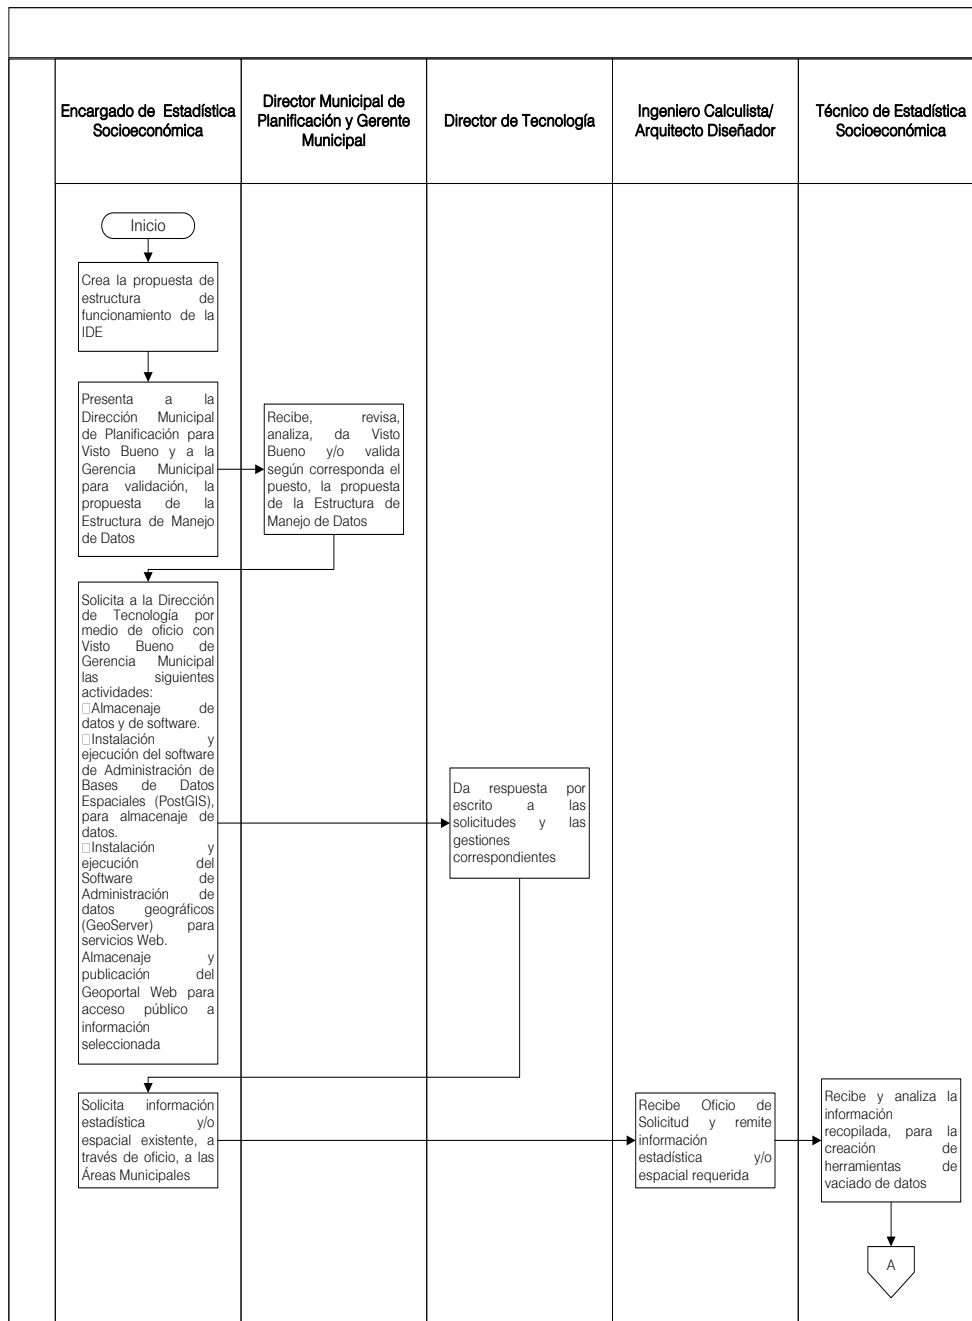 Encargado de Estadística
Socioeconómica
Director Municipal de
Planificación y Gerente
Municipal
Director de Tecnología
Ingeniero Calculista/
Arquitecto Diseñador
Técnico de Estadística
Socioeconómica
Inicio
Crea la propuesta de
estructura de
funcionamiento de la
IDE
Presenta a la
Dirección Municipal
de Planificación para
Visto Bueno y a la
Gerencia Municipal
para validación, la
propuesta de la
Estructura de Manejo
de Datos
Recibe, revisa,
analiza, da Visto
Bueno y/o valida
según corresponda el
puesto, la propuesta
de la Estructura de
Manejo de Datos
Solicita a la Dirección
de Tecnología por
medio de oficio con
Visto Bueno de
Gerencia Municipal
las siguientes
actividades:
Almacenaje de
datos y de software.
Instalación y
ejecución del software
de Administración de
Bases de Datos
Espaciales (PostGIS),
para almacenaje de
datos.
Instalación y
ejecución del
Software de
Administración de
datos geográficos
(GeoServer) para
servicios Web.
Almacenaje y
publicación del
Geoportal Web para
acceso público a
información
seleccionada
Da respuesta por
escrito a las
solicitudes y las
gestiones
correspondientes
Solicita información
estadística y/o
espacial existente, a
través de oficio, a las
Áreas Municipales
Recibe Oficio de
Solicitud y remite
información
estadística y/o
espacial requerida
Recibe y analiza la
información
recopilada, para la
creación de
herramientas de
vaciado de datos
A